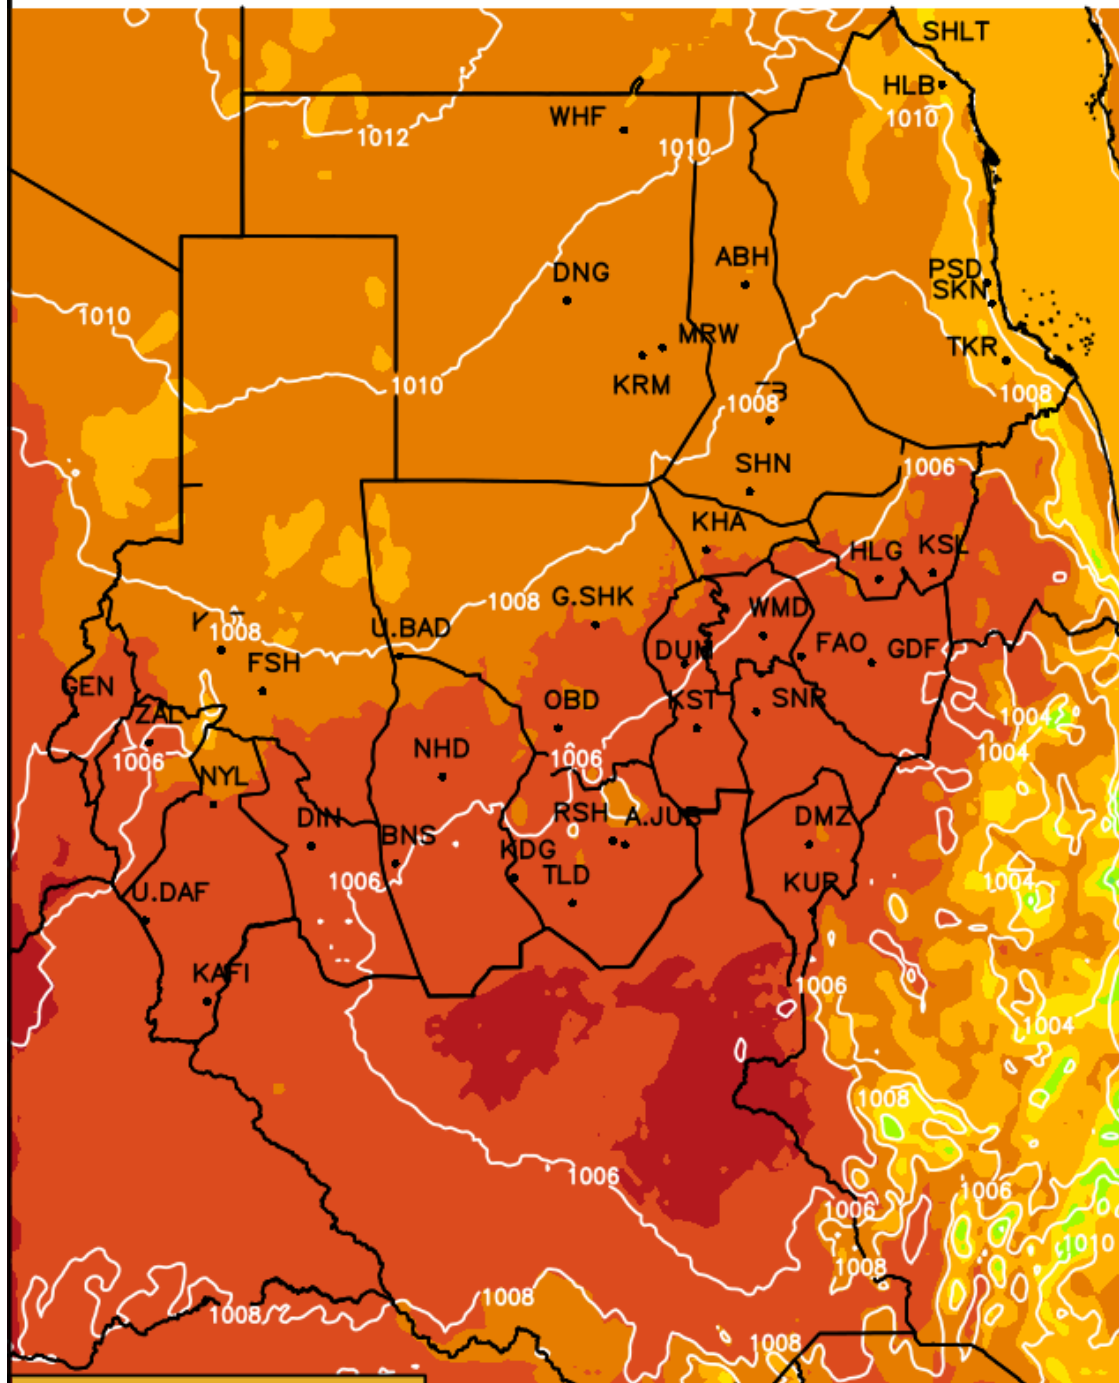 SHLT
HLB
1010
WHF
1012
1010
ABH
DNG
PSD
SKN
1010
MRW
TKR
KRM
1010
1008
1008
SHN
1006
KHA
HLG
KSL
G.SHK
1008
WMD
U.BAD
1008
FAO
GDF
DUM
FSH
GEN
OBD
KST
SNR
ZAL
1004
NHD
1006
1006
1004
NYL
RSH
A.JUB
DMZ
DIN
BNS
KDG
TLD
1006
KUR
1004
U.DAF
KAFI
1006
1004
1008
1006
1006
1006
1010
1008
1008
1008
1008